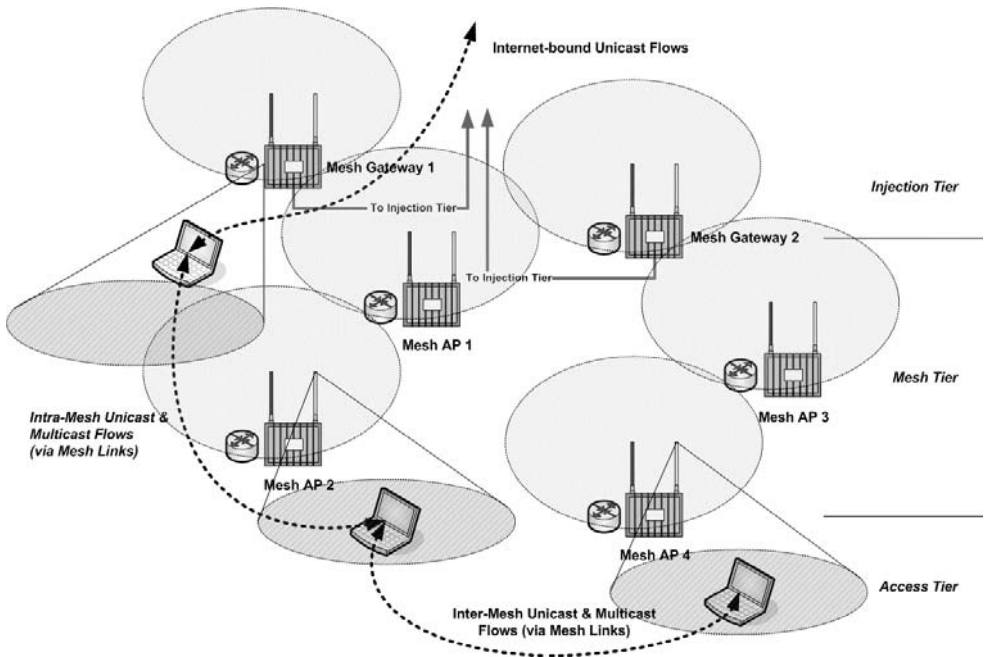 Internet-bound Unicast Flows
Mesh Gateway 1
Injection Tier
To Injection Tier
Mesh Gateway 2
To Injection Tier
Mesh AP 1
Mesh Tier
Mesh AP 3
Intra-Mesh Unicast &
Multicast Flows
(via Mesh Links)
Mesh AP 2
Mesh AP 4
Access Tier
Inter-Mesh Unicast & Multicast
Flows (via Mesh Links)